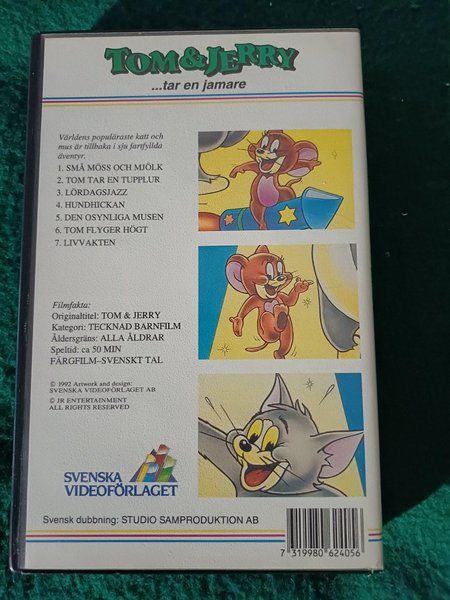 TOM&JERRY
...tar en jamare
Världens populäraste katt och
mus är tillbaka i sju fartfyllda
äventyr.
1. SMÅ MÖSS OCH MJÖLK
2. TOM TAR EN TUPPLUR
3. LÖRDAGSJAZZ
4. HUNDHICKAN
5. DEN OSYNLIGA MUSEN
6. TOM FLYGER HÖGT
7. LIVVAKTEN
Filmfakta:
Originaltitel: TOM & JERRY
Kategori: TECKNAD BARNFILM
Åldersgräns: ALLA ÅLDRAR
Speltid: ca 50 MIN
FÄRGFILM–SVENSKT TAL
© 1992 Artwork and design:
SVENSKA VIDEOFÖRLAGET AB
© JR ENTERTAINMENT
ALL RIGHTS RESERVED
SVENSKA
VIDEOFÖRLAGET
Svensk dubbning: STUDIO SAMPRODUKTION AB
7 319980 624056